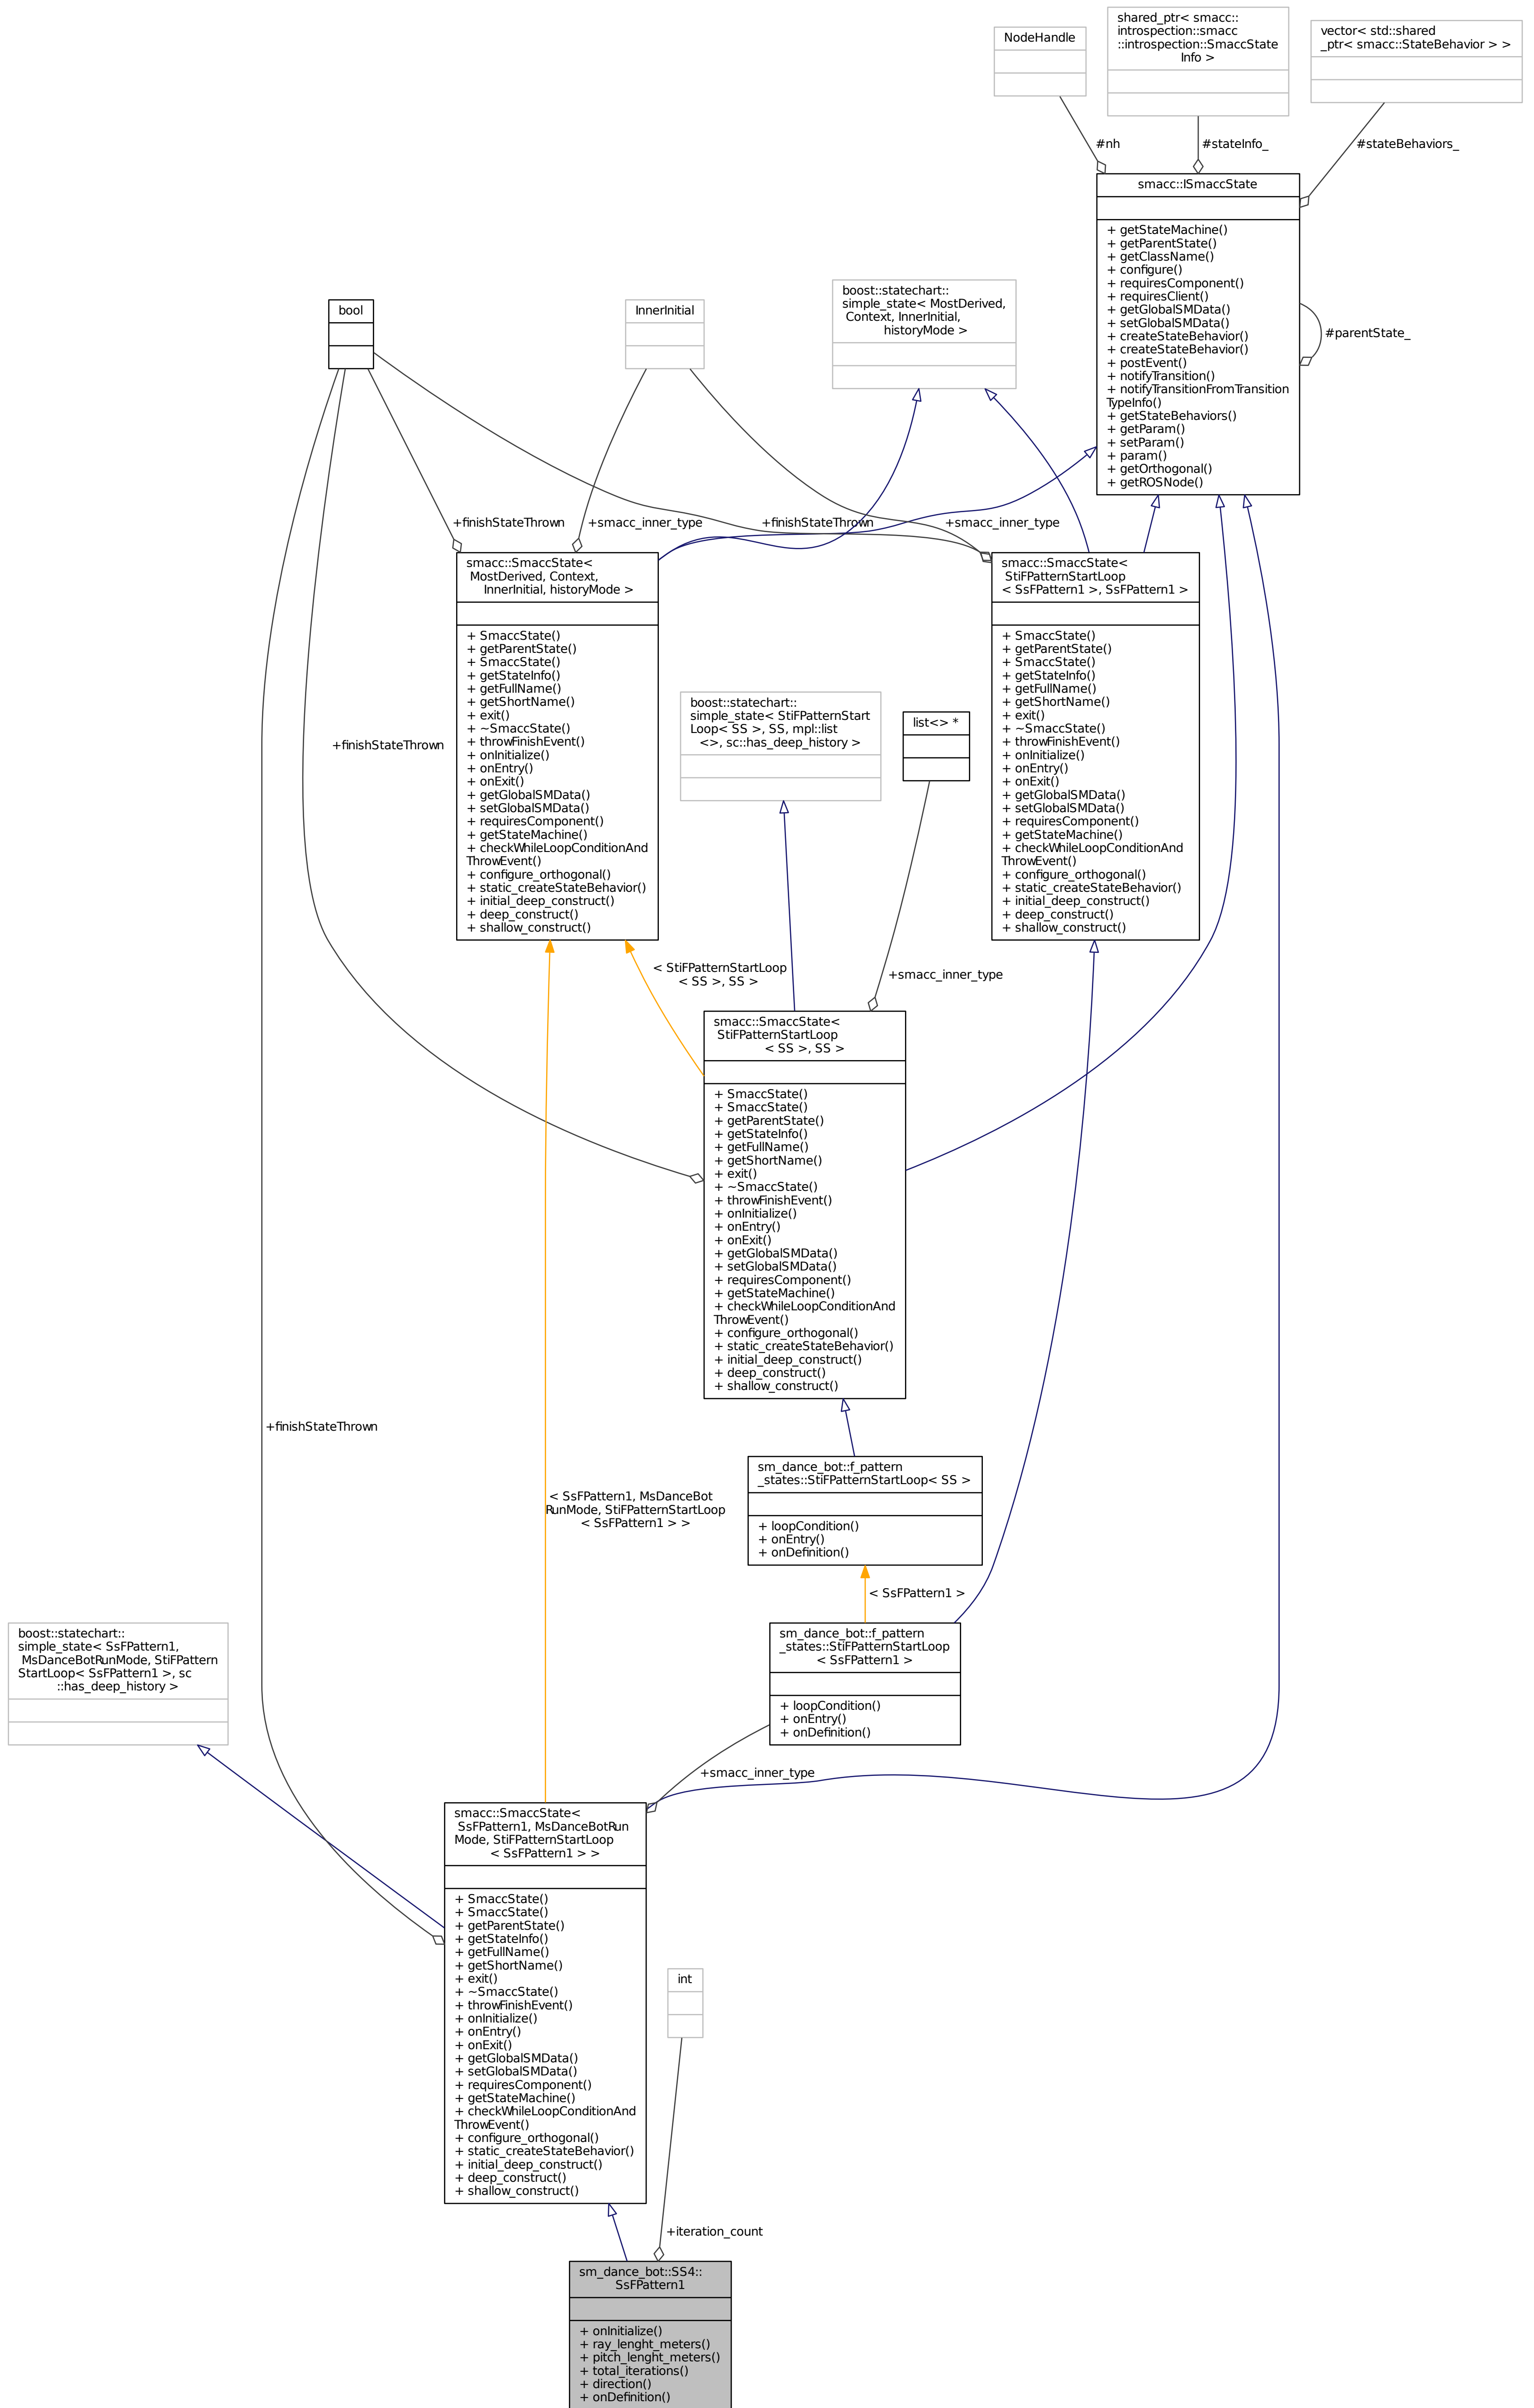 NodeHandle
shared_ptr< smacc::
introspection::smacc
::introspection::SmaccState
Info >
vector< std::shared
_ptr< smacc::StateBehavior > >
#nh
#stateInfo_
#stateBehaviors_
smacc::ISmaccState
+ getStateMachine()
+ getParentState()
+ getClassName()
+ configure()
+ requiresComponent()
+ requiresClient()
+ getGlobalSMData()
+ setGlobalSMData()
+ createStateBehavior()
+ createStateBehavior()
+ postEvent()
+ notifyTransition()
+ notifyTransitionFromTransition
TypeInfo()
+ getStateBehaviors()
+ getParam()
+ setParam()
+ param()
+ getOrthogonal()
+ getROSNode()
#parentState_
boost::statechart::
simple_state< MostDerived,
Context, InnerInitial,
historyMode >
bool
InnerInitial
+finishStateThrown
+smacc_inner_type
+finishStateThrown
+smacc_inner_type
smacc::SmaccState<
MostDerived, Context,
InnerInitial, historyMode >
+ SmaccState()
+ getParentState()
+ SmaccState()
+ getStateInfo()
+ getFullName()
+ getShortName()
+ exit()
+ ~SmaccState()
+ throwFinishEvent()
+ onInitialize()
+ onEntry()
+ onExit()
+ getGlobalSMData()
+ setGlobalSMData()
+ requiresComponent()
+ getStateMachine()
+ checkWhileLoopConditionAnd
ThrowEvent()
+ configure_orthogonal()
+ static_createStateBehavior()
+ initial_deep_construct()
+ deep_construct()
+ shallow_construct()
smacc::SmaccState<
StiFPatternStartLoop
< SsFPattern1 >, SsFPattern1 >
+ SmaccState()
+ getParentState()
+ SmaccState()
+ getStateInfo()
+ getFullName()
+ getShortName()
+ exit()
+ ~SmaccState()
+ throwFinishEvent()
+ onInitialize()
+ onEntry()
+ onExit()
+ getGlobalSMData()
+ setGlobalSMData()
+ requiresComponent()
+ getStateMachine()
+ checkWhileLoopConditionAnd
ThrowEvent()
+ configure_orthogonal()
+ static_createStateBehavior()
+ initial_deep_construct()
+ deep_construct()
+ shallow_construct()
boost::statechart::
simple_state< StiFPatternStart
Loop< SS >, SS, mpl::list
<>, sc::has_deep_history >
list<> *
+finishStateThrown
< StiFPatternStartLoop
< SS >, SS >
+smacc_inner_type
smacc::SmaccState<
StiFPatternStartLoop
< SS >, SS >
+ SmaccState()
+ SmaccState()
+ getParentState()
+ getStateInfo()
+ getFullName()
+ getShortName()
+ exit()
+ ~SmaccState()
+ throwFinishEvent()
+ onInitialize()
+ onEntry()
+ onExit()
+ getGlobalSMData()
+ setGlobalSMData()
+ requiresComponent()
+ getStateMachine()
+ checkWhileLoopConditionAnd
ThrowEvent()
+ configure_orthogonal()
+ static_createStateBehavior()
+ initial_deep_construct()
+ deep_construct()
+ shallow_construct()
+finishStateThrown
sm_dance_bot::f_pattern
_states::StiFPatternStartLoop< SS >
+ loopCondition()
+ onEntry()
+ onDefinition()
< SsFPattern1, MsDanceBot
RunMode, StiFPatternStartLoop
< SsFPattern1 > >
< SsFPattern1 >
sm_dance_bot::f_pattern
_states::StiFPatternStartLoop
< SsFPattern1 >
+ loopCondition()
+ onEntry()
+ onDefinition()
boost::statechart::
simple_state< SsFPattern1,
MsDanceBotRunMode, StiFPattern
StartLoop< SsFPattern1 >, sc
::has_deep_history >
+smacc_inner_type
smacc::SmaccState<
SsFPattern1, MsDanceBotRun
Mode, StiFPatternStartLoop
< SsFPattern1 > >
+ SmaccState()
+ SmaccState()
+ getParentState()
+ getStateInfo()
+ getFullName()
+ getShortName()
+ exit()
+ ~SmaccState()
+ throwFinishEvent()
+ onInitialize()
+ onEntry()
+ onExit()
+ getGlobalSMData()
+ setGlobalSMData()
+ requiresComponent()
+ getStateMachine()
+ checkWhileLoopConditionAnd
ThrowEvent()
+ configure_orthogonal()
+ static_createStateBehavior()
+ initial_deep_construct()
+ deep_construct()
+ shallow_construct()
int
+iteration_count
sm_dance_bot::SS4::
SsFPattern1
+ onInitialize()
+ ray_lenght_meters()
+ pitch_lenght_meters()
+ total_iterations()
+ direction()
+ onDefinition()